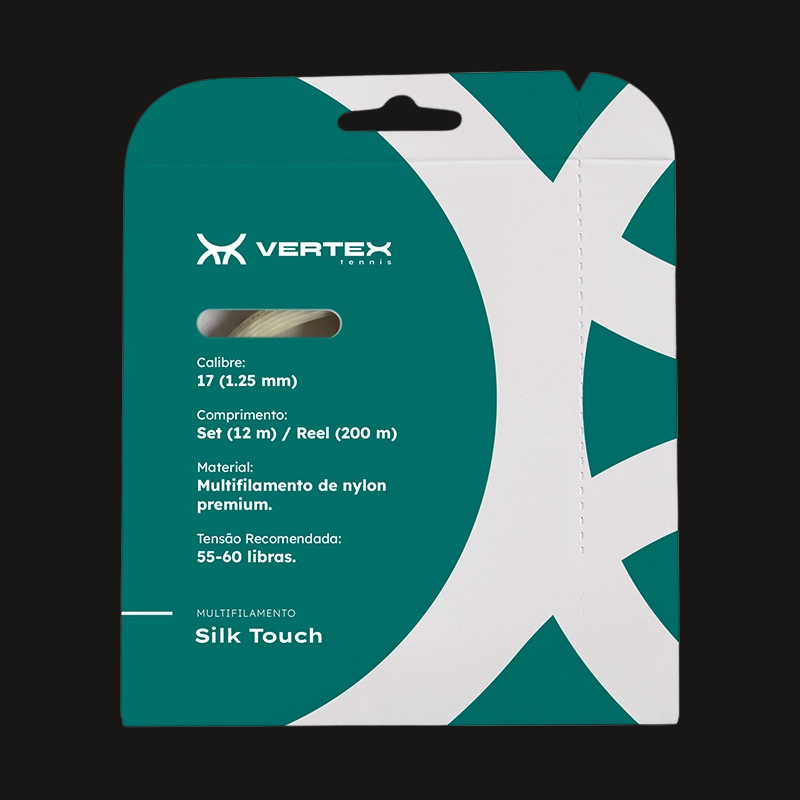 VERTEX
tennis
Calibre:
17 (1.25 mm)
Comprimento:
Set (12 m) / Reel (200 m)
Material:
Multifilamento de nylon
premium.
Tensão Recomendada:
55-60 libras.
MULTIFILAMENTO
Silk Touch